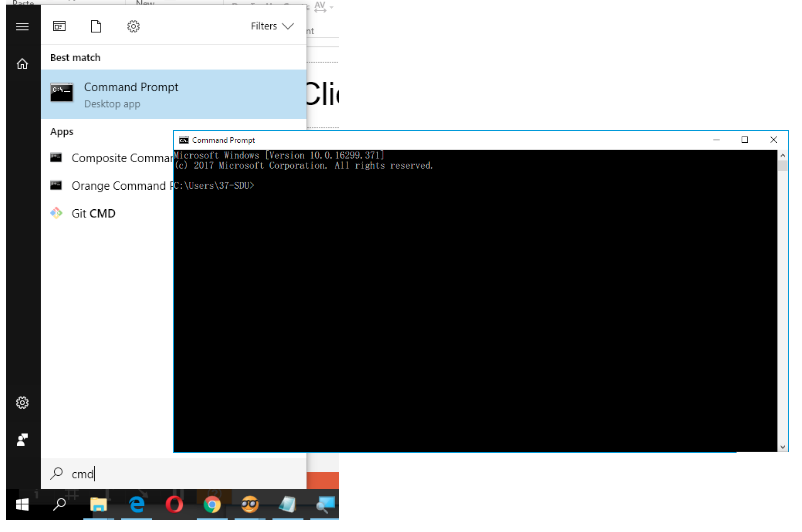 Paste
New
AV
nt
Filters
Best match
Command Prompt
Desktop app
Clic
Apps
Composite Comman
Orange Command P
Git CMD
cmd
Command Prompt
Microsoft Windows [Version 10.0.16299.371]
(c) 2017 Microsoft Corporation. All rights reserved.
C:\Users\37-SDU>